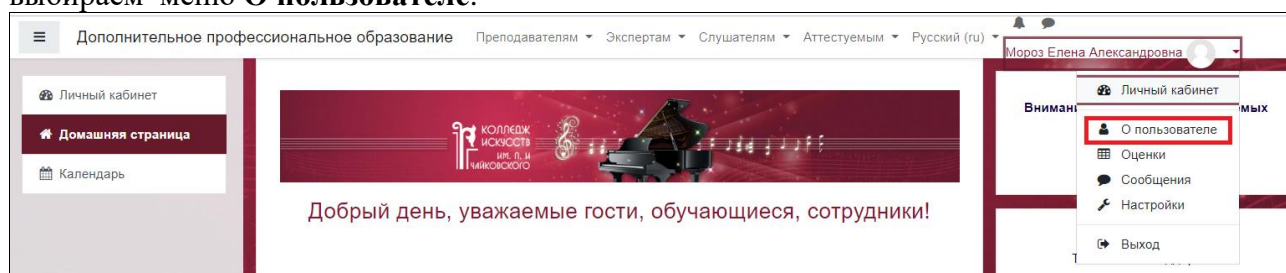 выбираем меню О пользователе.
Дополнительное профессиональное образование Преподавателям Экспертам Слушателям Аттестуемым Русский (ru)
Мороз Елена Александровна
Личный кабинет
Домашняя страница
Календарь
КОЛЛЕДЖ
ИСКУССТВ
ИМ. П. И
ЧАЙКОВСКОГО
Добрый день, уважаемые гости, обучающиеся, сотрудники!
Личный кабинет
О пользователе
Оценки
Сообщения
Настройки
Выход